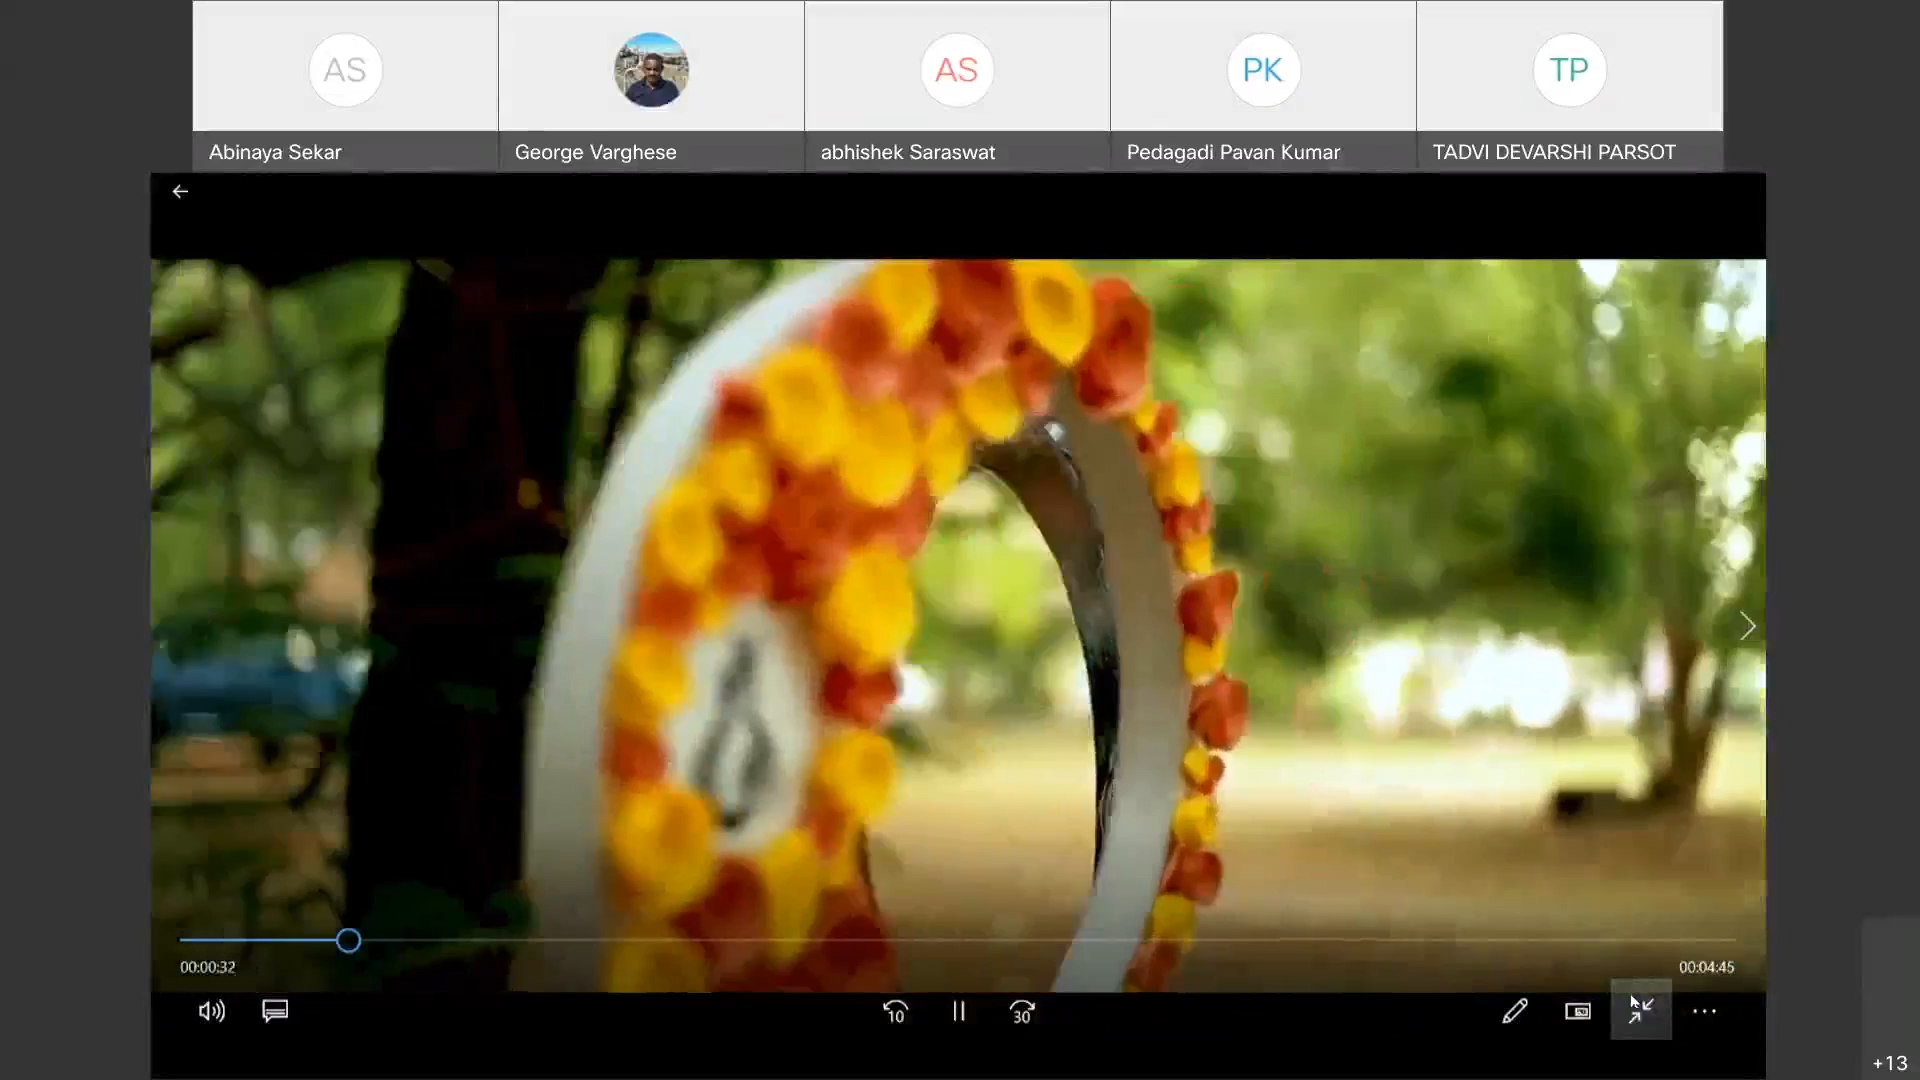 AS
AS
PK
TP
Abinaya Sekar
George Varghese
abhishek Saraswat
Pedagadi Pavan Kumar
TADVI DEVARSHI PARSOT
00:00:32
00:04:45
10
30
+13